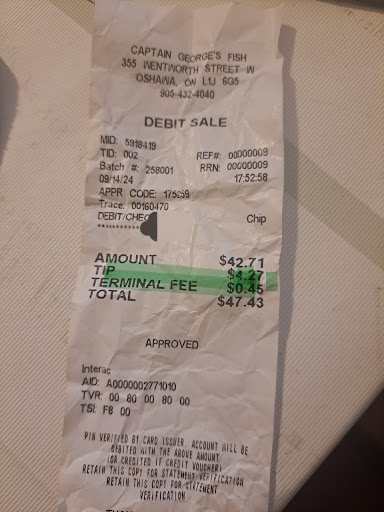 CAPTAIN GEORGE'S FISH
355 WENTWORTH STREET W
OSHAWA, ON L1J 6G5
905-432-4040
DEBIT SALE
MID: 5918419
TID: 002 REF#: 00000009
Batch #: 258001 RRN: 00000009
09/14/24 17:52:58
APPR CODE: 175259
Trace: 00160470
DEBIT/CHEQ Chip
************
AMOUNT $42.71
TIP $4.27
TERMINAL FEE $0.45
TOTAL $47.43
APPROVED
Interac
AID: A0000002771010
TVR: 00 80 00 80 00
TSI: F8 00
PIN VERIFIED BY CARD ISSUER. ACCOUNT WILL BE
DEBITED WITH THE ABOVE AMOUNT
(OR CREDITED IF CREDIT VOUCHER)
RETAIN THIS COPY FOR STATEMENT VERIFICATION
RETAIN THIS COPY FOR STATEMENT
VERIFICATION